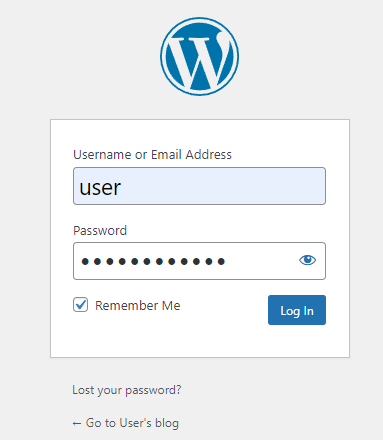 Username or Email Address
user
Password
••••••••••••
Remember Me
Log In
Lost your password?
← Go to User's blog